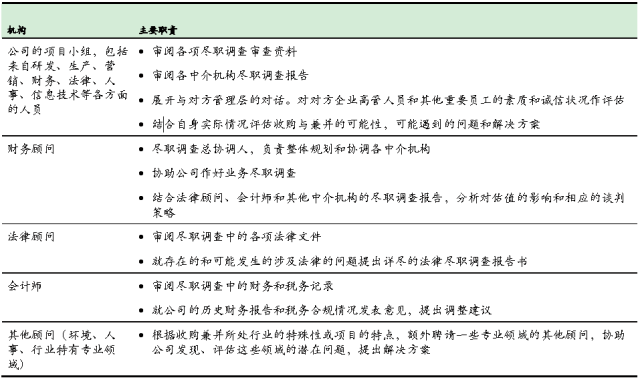 机构 主要职责
公司的项目小组，包括
来自研发、生产、营
销、财务、法律、人
事、信息技术等各方面
的人员
• 审阅各项尽职调查审查资料
• 审阅各中介机构尽职调查报告
• 展开与对方管理层的对话。对对方企业高管人员和其他重要员工的素质和诚信状况作评估
• 结合自身实际情况评估收购与兼并的可能性，可能遇到的问题和解决方案
财务顾问
• 尽职调查总协调人，负责整体规划和协调各中介机构
• 协助公司作好业务尽职调查
• 结合法律顾问、会计师和其他中介机构的尽职调查报告，分析对估值的影响和相应的谈判
策略
法律顾问
• 审阅尽职调查中的各项法律文件
• 就存在的和可能发生的涉及法律的问题提出详尽的法律尽职调查报告书
会计师
• 审阅尽职调查中的财务和税务记录
• 就公司的历史财务报告和税务合规情况发表意见，提出调整建议
其他顾问（环境、人
事、行业特有专业领
域）
• 根据收购兼并所处行业的特殊性或项目的特点，额外聘请一些专业领域的其他顾问，协助
公司发现、评估这些领域的潜在问题，提出解决方案